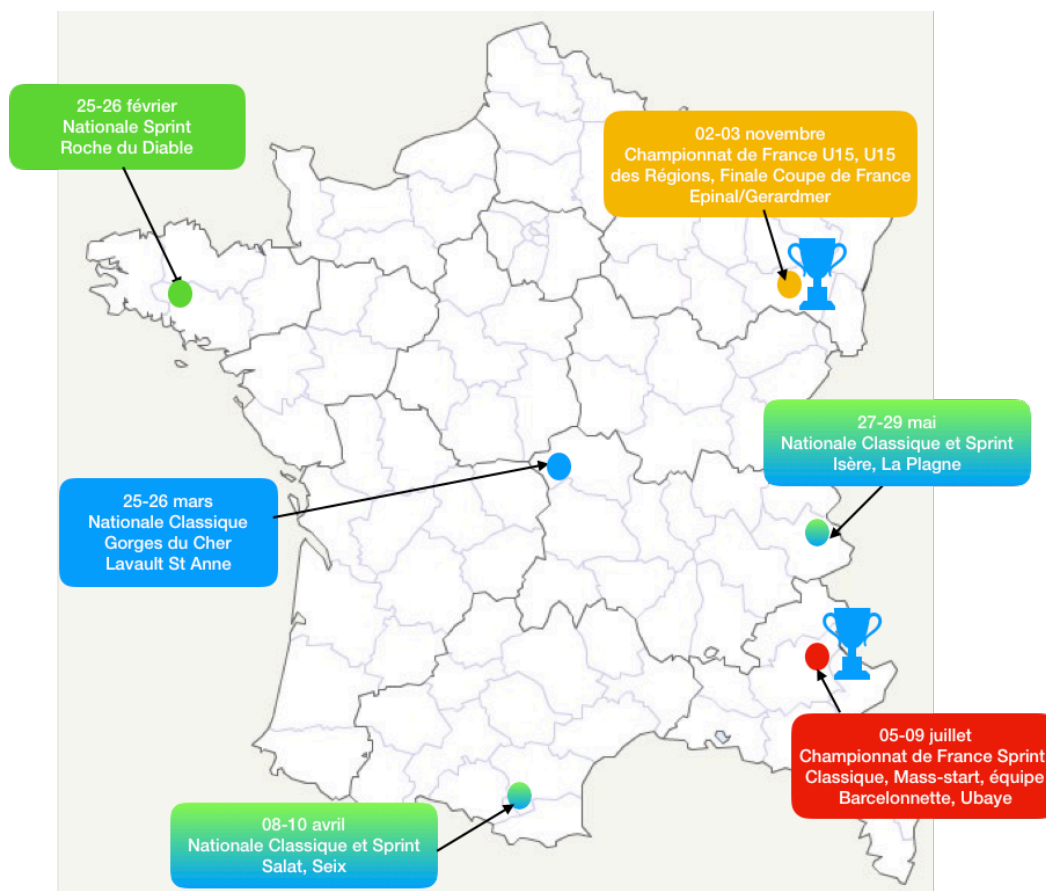 25-26 février
Nationale Sprint
Roche du Diable
02-03 novembre
Championnat de France U15, U15
des Régions, Finale Coupe de France
Epinal/Gerardmer
27-29 mai
Nationale Classique et Sprint
Isère, La Plagne
25-26 mars
Nationale Classique
Gorges du Cher
Lavault St Anne
05-09 juillet
Championnat de France Sprint
Classique, Mass-start, équipe
Barcelonnette, Ubaye
08-10 avril
Nationale Classique et Sprint
Salat, Seix